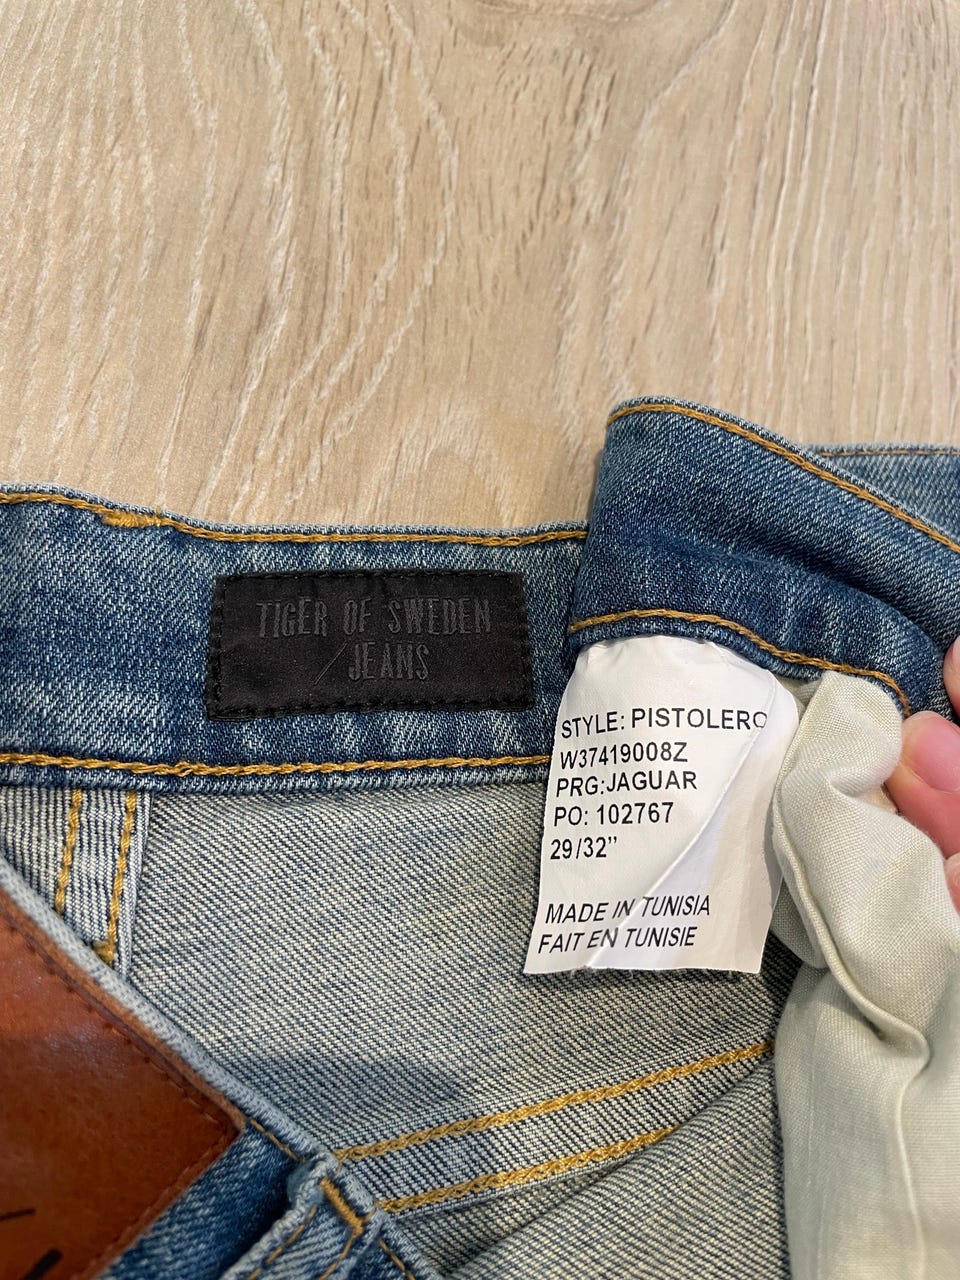 TIGER OF SWEDEN
/ JEANS
STYLE: PISTOLERO
W37419008Z
PRG:JAGUAR
PO: 102767
29/32”
MADE IN TUNISIA
FAIT EN TUNISIE